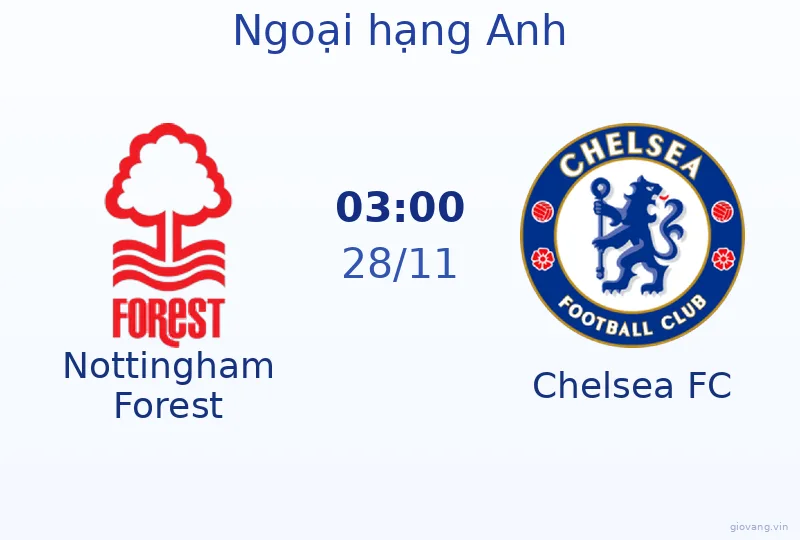 Ngoại hạng Anh
CHELSEA
FOOTBALL CLUB
FOREST
03:00
28/11
Nottingham
Forest
Chelsea FC
giovang.vin